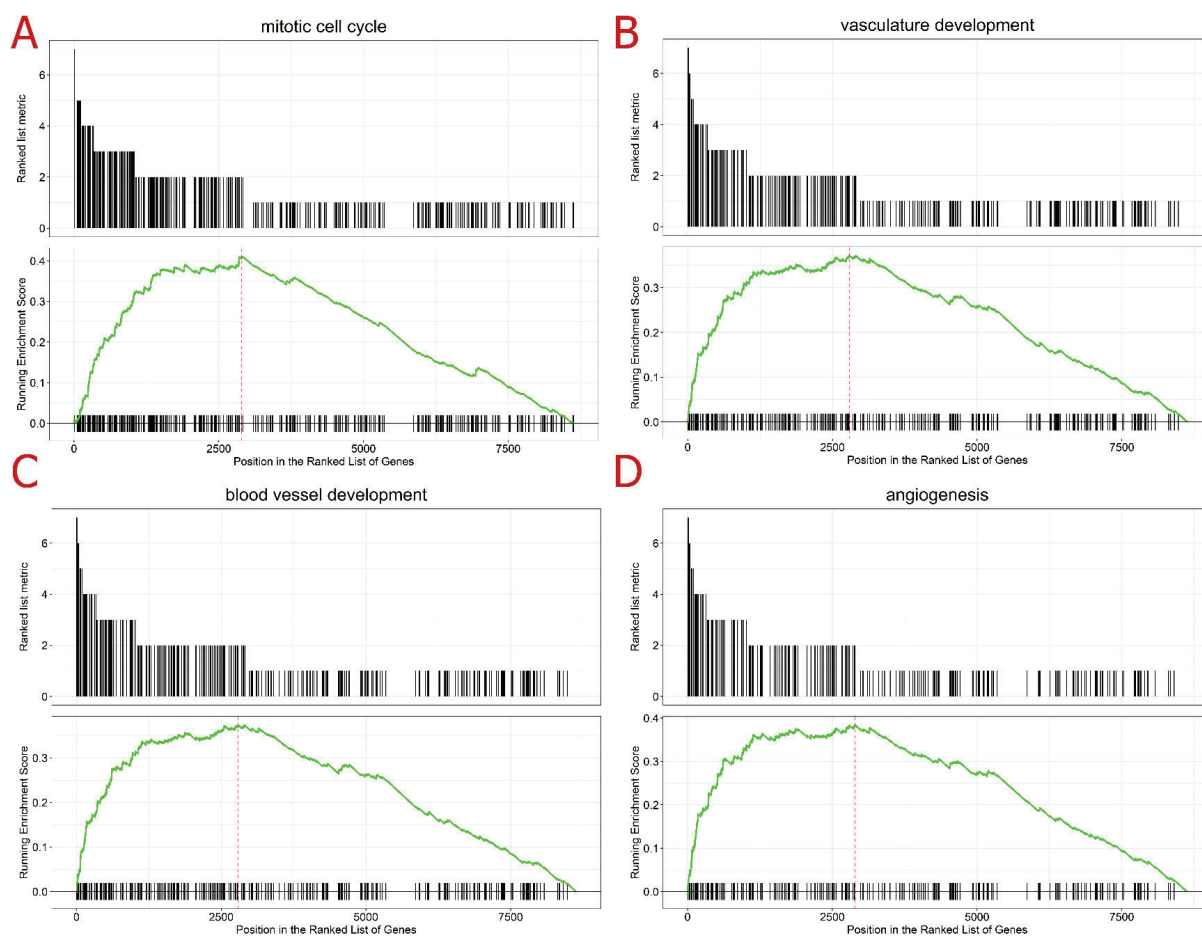 A
mitotic cell cycle
Ranked list metric
6
4
2
0
Running Enrichment Score
0.4
0.3
0.2
0.1
0.0
0 2500 5000 7500
Position in the Ranked List of Genes
B
vasculature development
Ranked list metric
6
4
2
0
Running Enrichment Score
0.3
0.2
0.1
0.0
0 2500 5000 7500
Position in the Ranked List of Genes
C
blood vessel development
Ranked list metric
6
4
2
0
Running Enrichment Score
0.3
0.2
0.1
0.0
0 2500 5000 7500
Position in the Ranked List of Genes
D
angiogenesis
Ranked list metric
6
4
2
0
Running Enrichment Score
0.4
0.3
0.2
0.1
0.0
0 2500 5000 7500
Position in the Ranked List of Genes